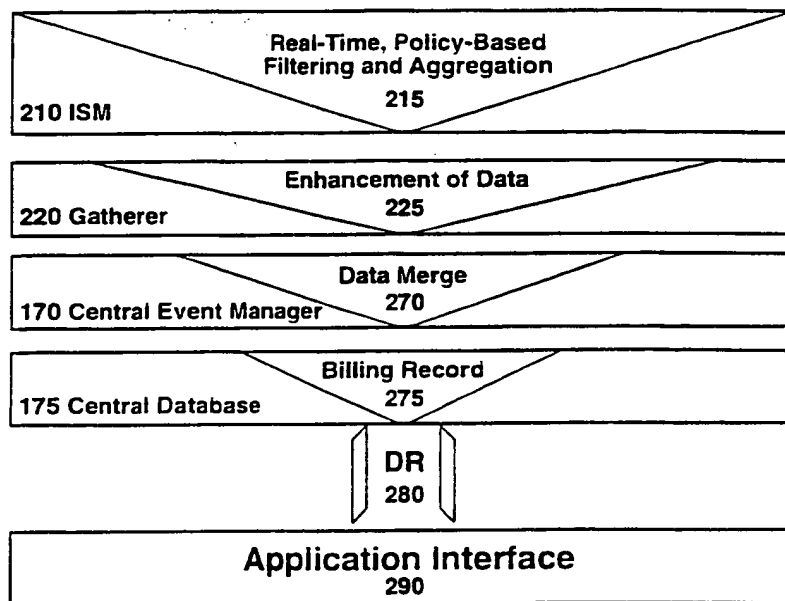 Real-Time, Policy-Based
Filtering and Aggregation
215
210 ISM
Enhancement of Data
225
220 Gatherer
Data Merge
270
170 Central Event Manager
Billing Record
275
175 Central Database
DR
280
Application Interface
290